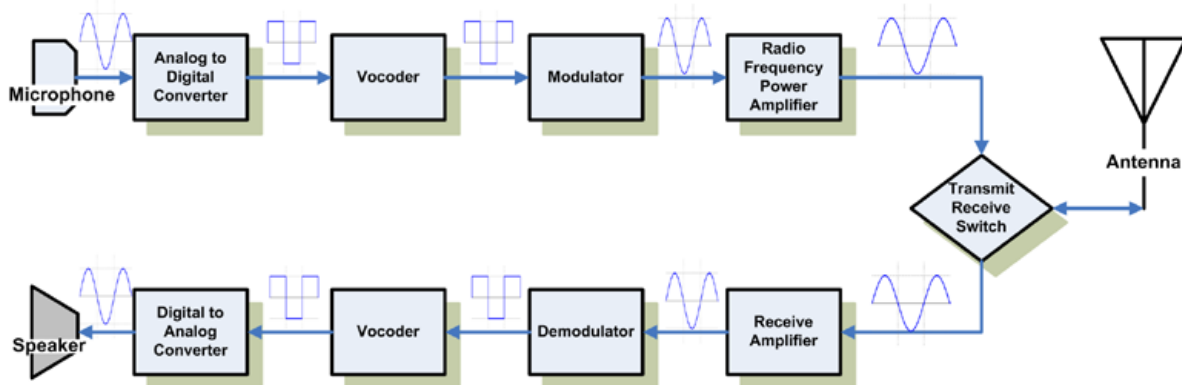 Microphone
Analog to
Digital
Converter
Vocoder
Modulator
Radio
Frequency
Power
Amplifier
Antenna
Transmit
Receive
Switch
Speaker
Digital to
Analog
Converter
Vocoder
Demodulator
Receive
Amplifier